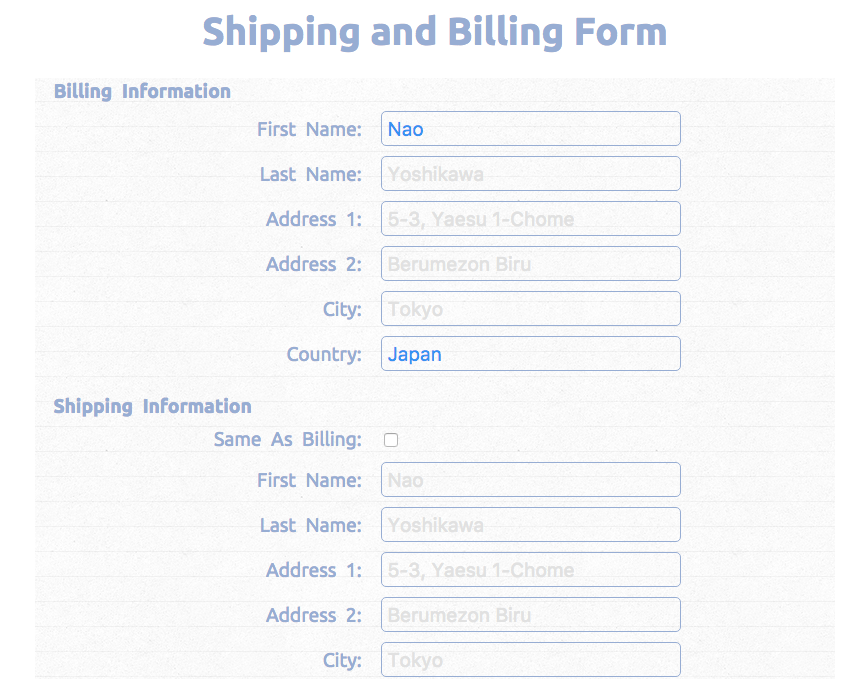 Shipping and Billing Form
Billing Information
First Name: Nao
Last Name: Yoshikawa
Address 1: 5-3, Yaesu 1-Chome
Address 2: Berumezon Biru
City: Tokyo
Country: Japan
Shipping Information
Same As Billing:
First Name: Nao
Last Name: Yoshikawa
Address 1: 5-3, Yaesu 1-Chome
Address 2: Berumezon Biru
City: Tokyo